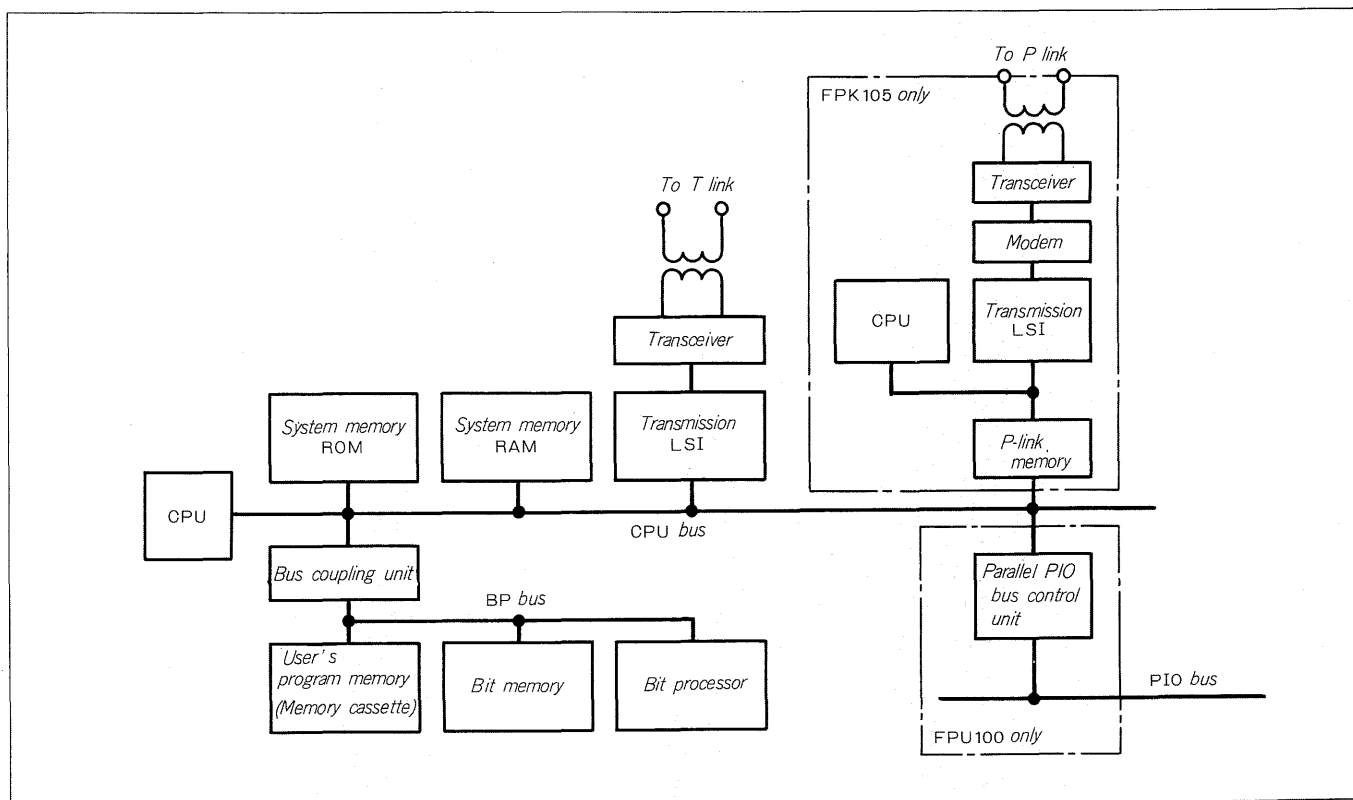 To P link
FPK105 only
Transceiver
Modem
Transmission
LSI
CPU
P-link
memory
To T link
Transceiver
Transmission
LSI
System memory
ROM
System memory
RAM
CPU
CPU bus
Bus coupling unit
BP bus
User's
program memory
(Memory cassette)
Bit memory
Bit processor
Parallel PIO
bus control
unit
PIO bus
FPU100 only